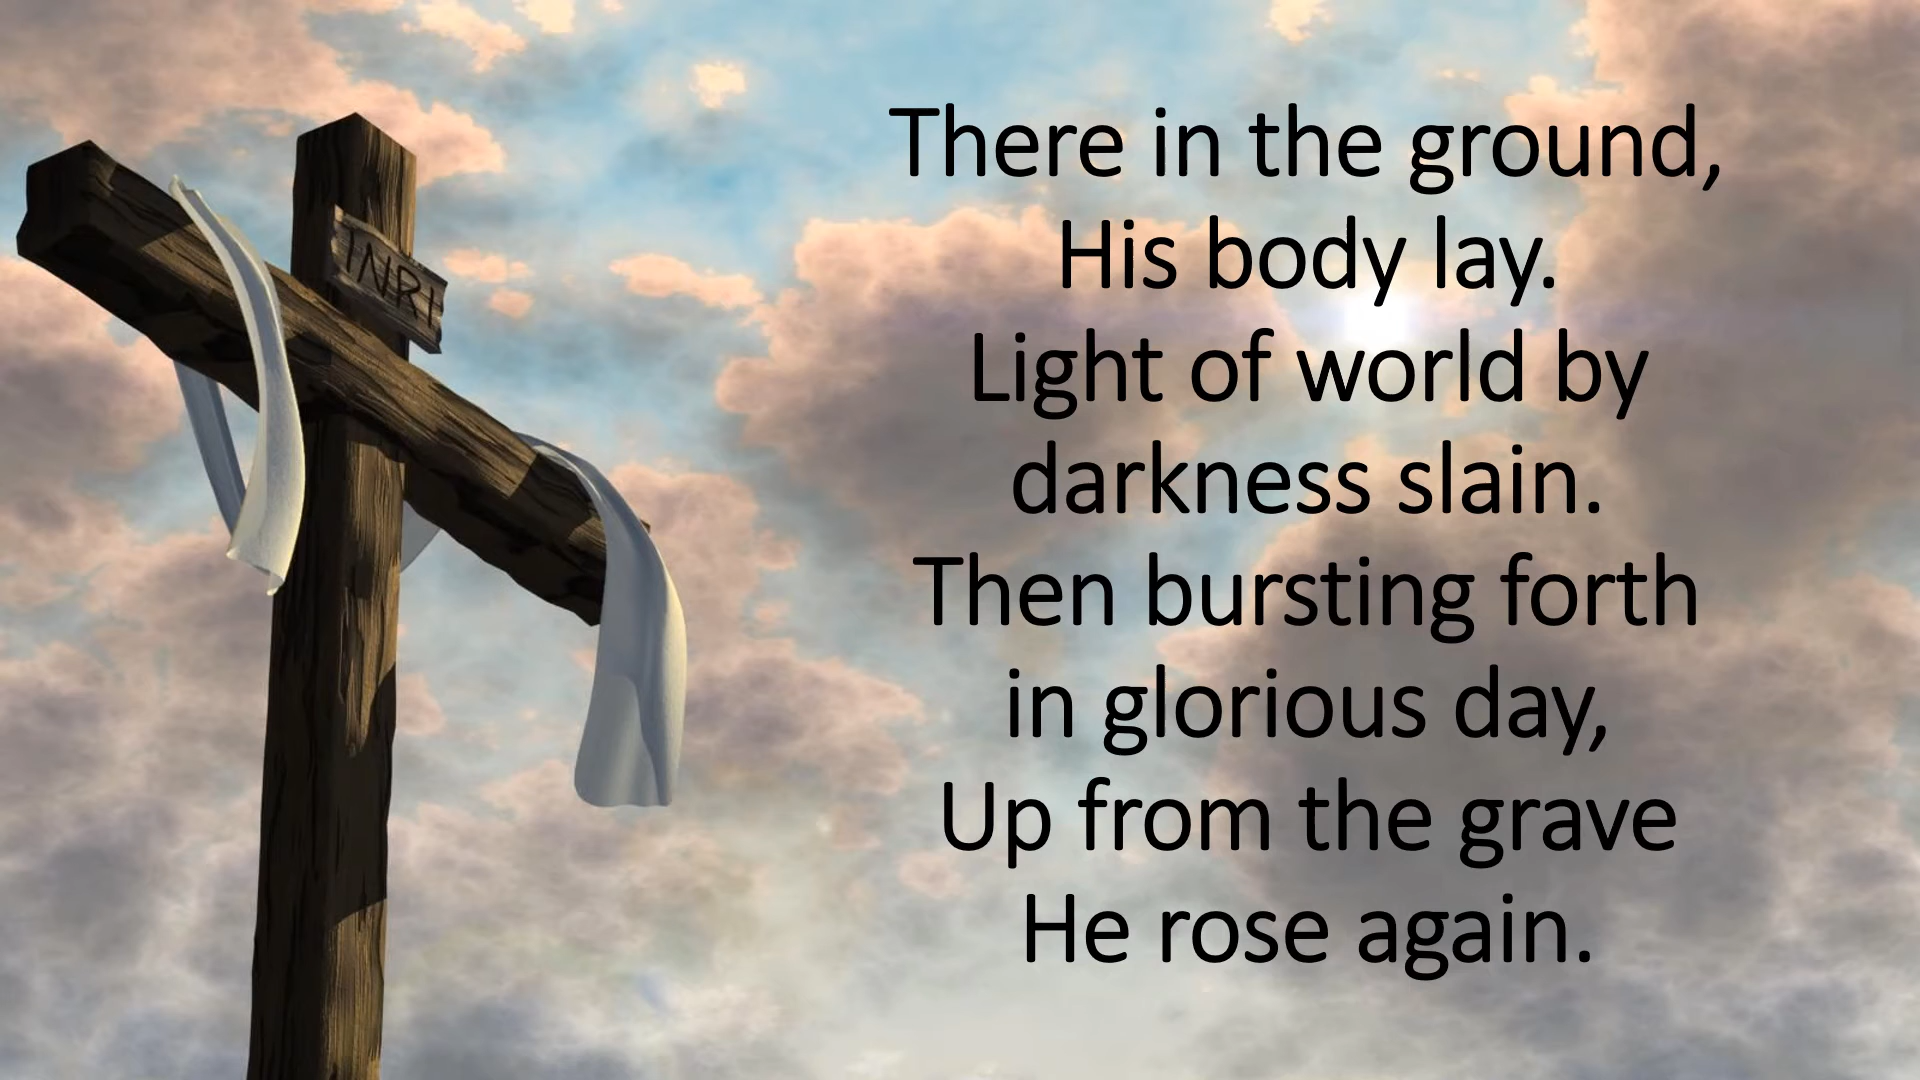 INRI
There in the ground,
His body lay.
Light of world by
darkness slain.
Then bursting forth
in glorious day,
Up from the grave
He rose again.